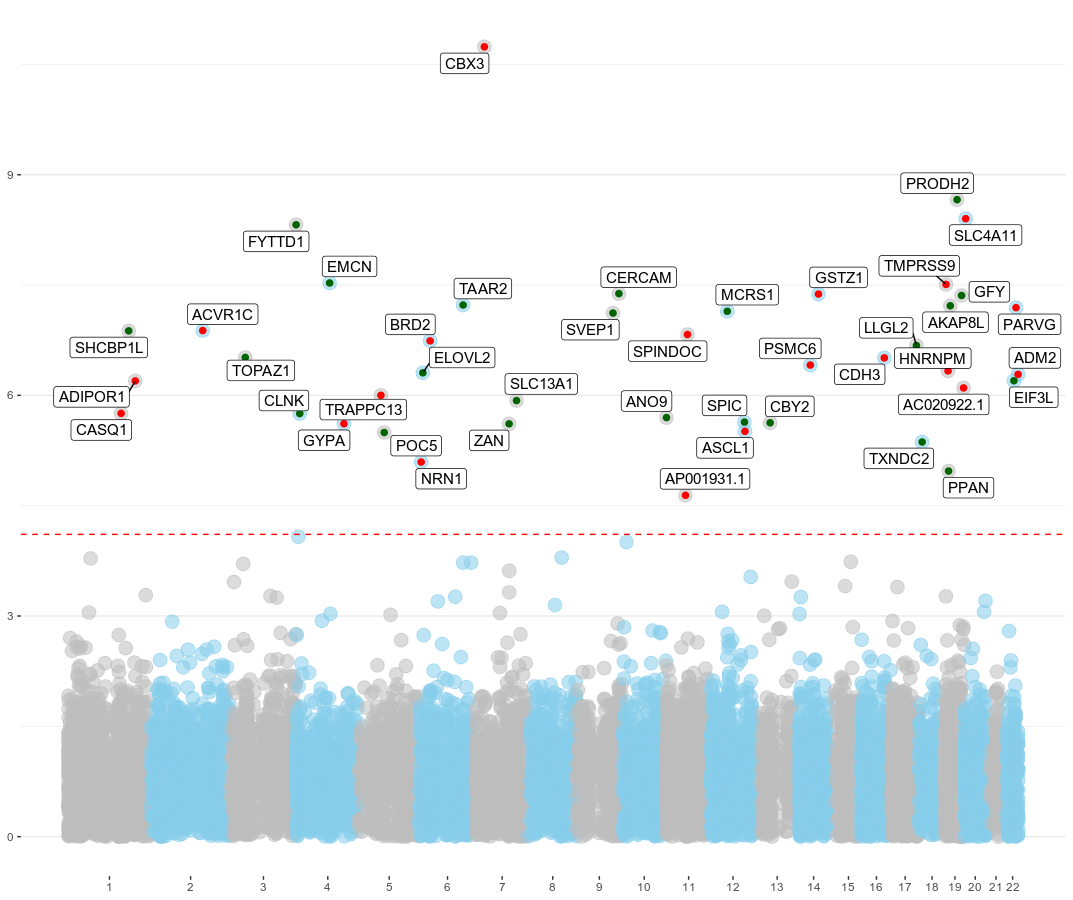 CBX3
9
PRODH2
FYTTD1
SLC4A11
EMCN
TMPRSS9
CERCAM
GSTZ1
TAAR2
GFY
MCRS1
ACVR1C
BRD2
SVEP1
LLGL2
AKAP8L
PARVG
SHCBP1L
SPINDOC
PSMC6
ELOVL2
HNRNPM
ADM2
TOPAZ1
CDH3
SLC13A1
6
ADIPOR1
CLNK
TRAPPC13
ANO9
SPIC
CBY2
AC020922.1
EIF3L
CASQ1
GYPA
POC5
ZAN
ASCL1
TXNDC2
NRN1
AP001931.1
PPAN
3
0
1 2 3 4 5 6 7 8 9 10 11 12 13 14 15 16 17 18 19 20 21 22